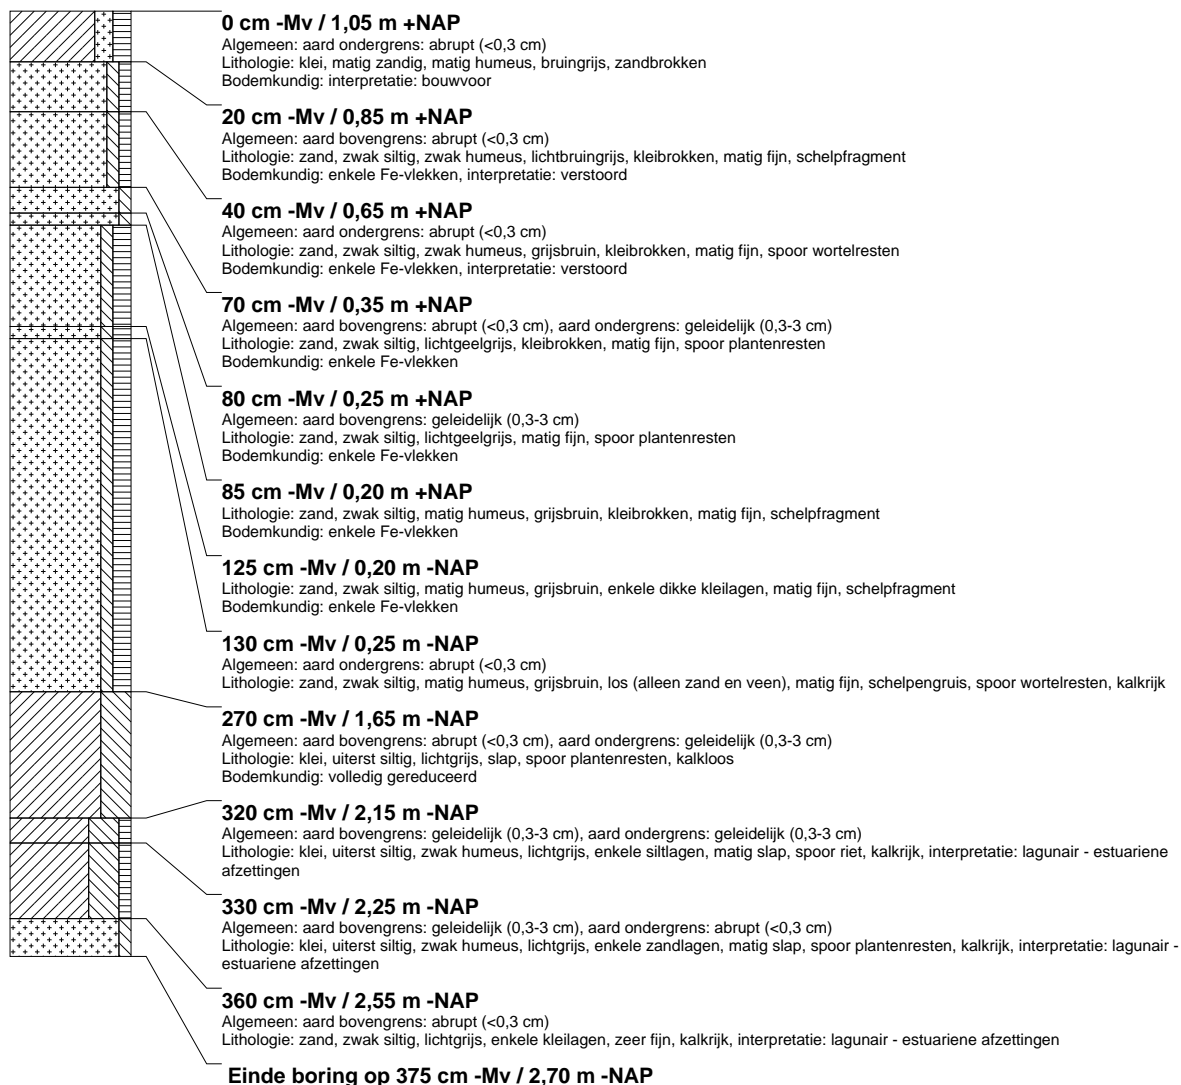 0 cm -Mv / 1,05 m +NAP
Algemeen: aard ondergrens: abrupt (<0,3 cm)
Lithologie: klei, matig zandig, matig humeus, bruingrijs, zandbrokken
Bodemkundig: interpretatie: bouwvoor
20 cm -Mv / 0,85 m +NAP
Algemeen: aard bovengrens: abrupt (<0,3 cm)
Lithologie: zand, zwak siltig, zwak humeus, lichtbruingrijs, kleibrokken, matig fijn, schelpfragment
Bodemkundig: enkele Fe-vlekken, interpretatie: verstoord
40 cm -Mv / 0,65 m +NAP
Algemeen: aard ondergrens: abrupt (<0,3 cm)
Lithologie: zand, zwak siltig, zwak humeus, grijsbruin, kleibrokken, matig fijn, spoor wortelresten
Bodemkundig: enkele Fe-vlekken, interpretatie: verstoord
70 cm -Mv / 0,35 m +NAP
Algemeen: aard bovengrens: abrupt (<0,3 cm), aard ondergrens: geleidelijk (0,3-3 cm)
Lithologie: zand, zwak siltig, lichtgeelgrijs, kleibrokken, matig fijn, spoor plantenresten
Bodemkundig: enkele Fe-vlekken
80 cm -Mv / 0,25 m +NAP
Algemeen: aard bovengrens: geleidelijk (0,3-3 cm)
Lithologie: zand, zwak siltig, lichtgeelgrijs, matig fijn, spoor plantenresten
Bodemkundig: enkele Fe-vlekken
85 cm -Mv / 0,20 m +NAP
Lithologie: zand, zwak siltig, matig humeus, grijsbruin, kleibrokken, matig fijn, schelpfragment
Bodemkundig: enkele Fe-vlekken
125 cm -Mv / 0,20 m -NAP
Lithologie: zand, zwak siltig, matig humeus, grijsbruin, enkele dikke kleilagen, matig fijn, schelpfragment
Bodemkundig: enkele Fe-vlekken
130 cm -Mv / 0,25 m -NAP
Algemeen: aard ondergrens: abrupt (<0,3 cm)
Lithologie: zand, zwak siltig, matig humeus, grijsbruin, los (alleen zand en veen), matig fijn, schelpengruis, spoor wortelresten, kalkrijk
270 cm -Mv / 1,65 m -NAP
Algemeen: aard bovengrens: abrupt (<0,3 cm), aard ondergrens: geleidelijk (0,3-3 cm)
Lithologie: klei, uiterst siltig, lichtgrijs, slap, spoor plantenresten, kalkloos
Bodemkundig: volledig gereduceerd
320 cm -Mv / 2,15 m -NAP
Algemeen: aard bovengrens: geleidelijk (0,3-3 cm), aard ondergrens: geleidelijk (0,3-3 cm)
Lithologie: klei, uiterst siltig, zwak humeus, lichtgrijs, enkele siltlagen, matig slap, spoor riet, kalkrijk, interpretatie: lagunair - estuariene
afzettingen
330 cm -Mv / 2,25 m -NAP
Algemeen: aard bovengrens: geleidelijk (0,3-3 cm), aard ondergrens: abrupt (<0,3 cm)
Lithologie: klei, uiterst siltig, zwak humeus, lichtgrijs, enkele zandlagen, matig slap, spoor plantenresten, kalkrijk, interpretatie: lagunair -
estuariene afzettingen
360 cm -Mv / 2,55 m -NAP
Algemeen: aard bovengrens: abrupt (<0,3 cm)
Lithologie: zand, zwak siltig, lichtgrijs, enkele kleilagen, zeer fijn, kalkrijk, interpretatie: lagunair - estuariene afzettingen
Einde boring op 375 cm -Mv / 2,70 m -NAP